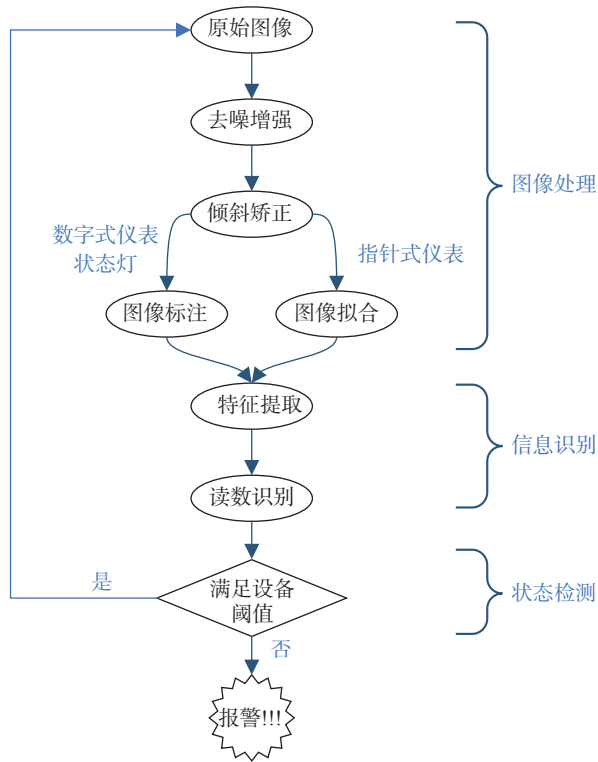 原始图像
去噪增强
图像处理
倾斜矫正
数字式仪表
状态灯
指针式仪表
图像标注
图像拟合
特征提取
信息识别
读数识别
是
满足设备
阈值
状态检测
否
报警!!!